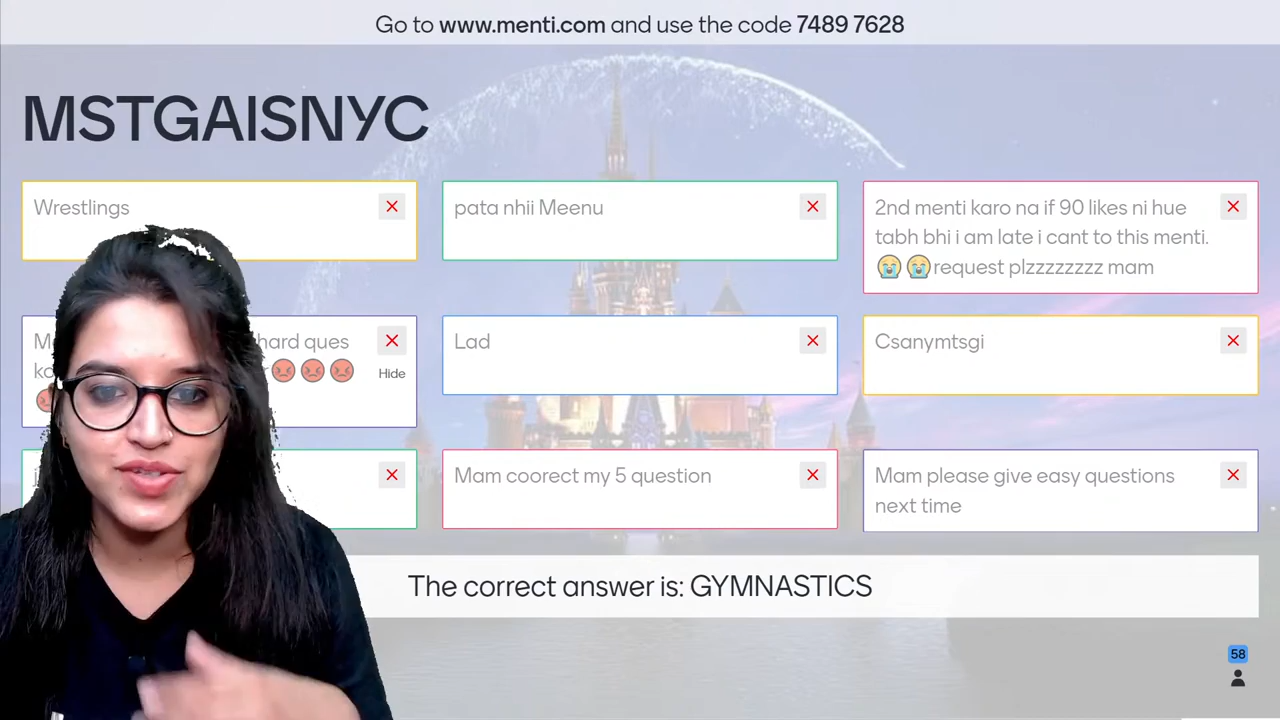 Go to www.menti.com and use the code 7489 7628
MSTGAISNYC
Wrestlings
pata nhii Meenu
2nd menti karo na if 90 likes ni hue
tabh bhi i am late i cant to this menti.
😭😭request plzzzzzzzz mam
hard ques
😡😡😡
Hide
Lad
Csanymtsgi
Mam coorect my 5 question
Mam please give easy questions
next time
The correct answer is: GYMNASTICS
58